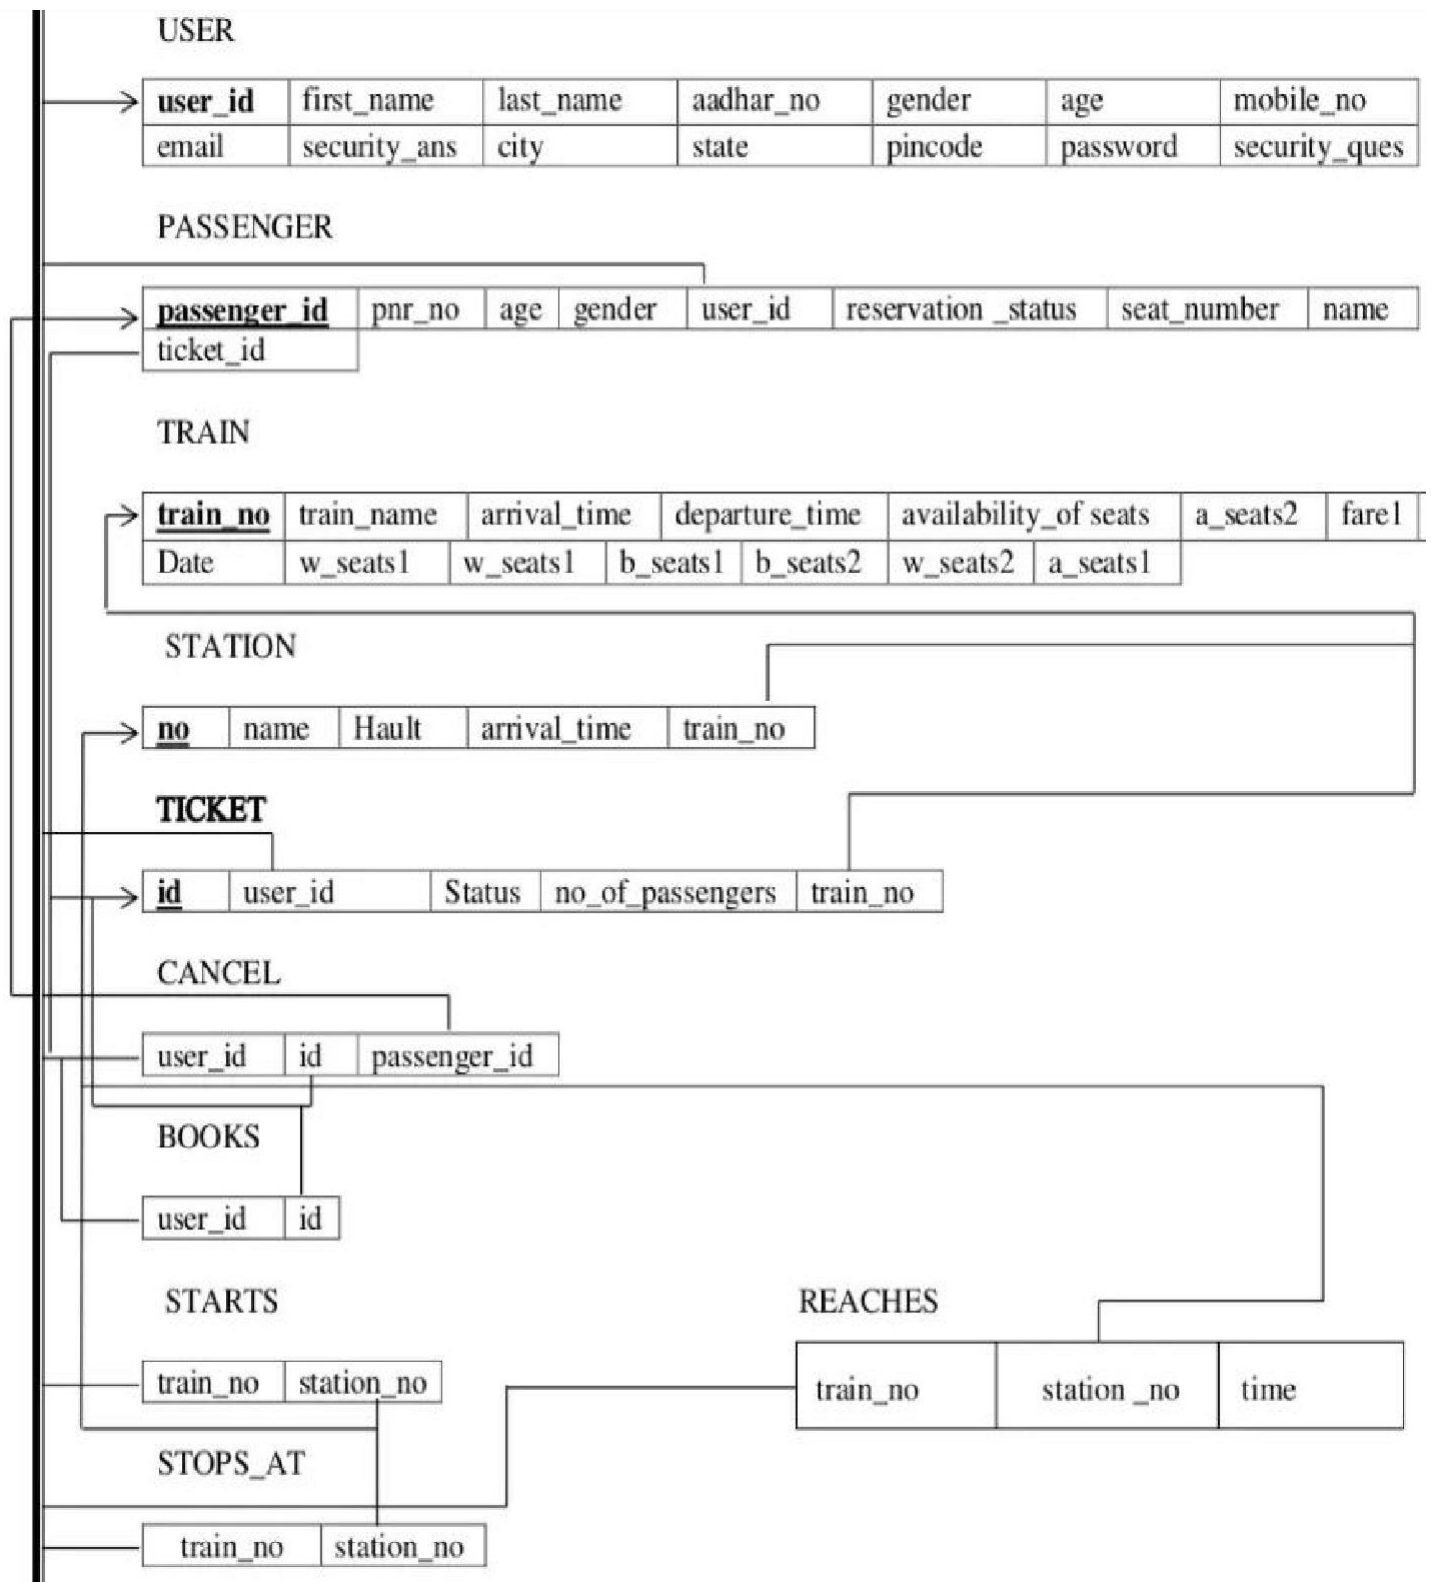 USER
user_id first_name last_name aadhar_no gender age mobile_no
email security_ans city state pincode password security_ques
PASSENGER
passenger_id pnr_no age gender user_id reservation _status seat_number name
ticket_id
TRAIN
train_no train_name arrival_time departure_time availability_of seats a_seats2 fare1
Date w_seats1 w_seats1 b_seats1 b_seats2 w_seats2 a_seats1
STATION
no name Hault arrival_time train_no
TICKET
id user_id Status no_of_passengers train_no
CANCEL
user_id id passenger_id
BOOKS
user_id id
STARTS
train_no station_no
REACHES
train_no station _no time
STOPS_AT
train_no station_no